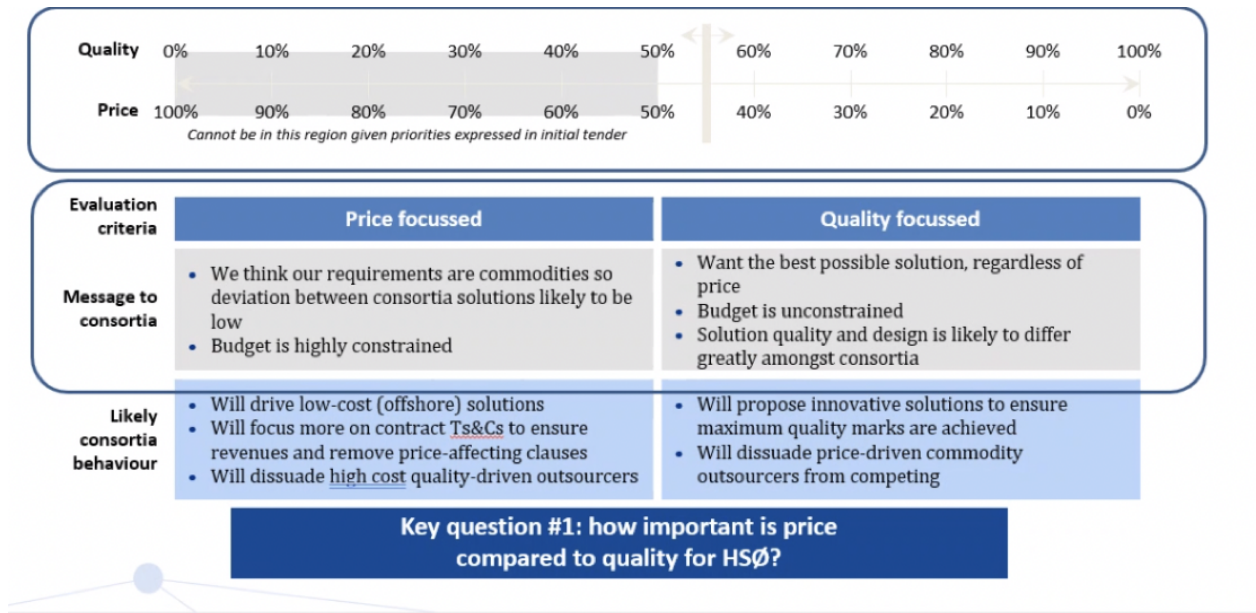 Quality 0% 10% 20% 30% 40% 50% 60% 70% 80% 90% 100%
Price 100% 90% 80% 70% 60% 50% 40% 30% 20% 10% 0%
Cannot be in this region given priorities expressed in initial tender
Evaluation
criteria
Price focussed
Quality focussed
Message to
consortia
• We think our requirements are commodities so
deviation between consortia solutions likely to be
low
• Budget is highly constrained
• Want the best possible solution, regardless of
price
• Budget is unconstrained
• Solution quality and design is likely to differ
greatly amongst consortia
Likely
consortia
behaviour
• Will drive low-cost (offshore) solutions
• Will focus more on contract Ts&Cs to ensure
revenues and remove price-affecting clauses
• Will dissuade high cost quality-driven outsourcers
• Will propose innovative solutions to ensure
maximum quality marks are achieved
• Will dissuade price-driven commodity
outsourcers from competing
Key question #1: how important is price
compared to quality for HSØ?